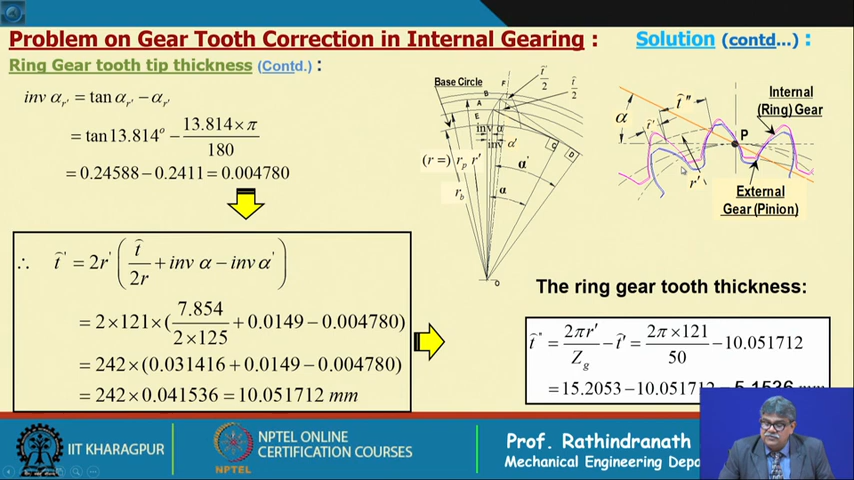 Problem on Gear Tooth Correction in Internal Gearing :
Solution (contd...) :
Ring Gear tooth tip thickness (Contd.) :
inv α_r' = tan α_r' − α_r'
= tan13.814° − 13.814×π / 180
= 0.24588 − 0.2411 = 0.004780
∴ t̂' = 2r' ( t̂ / 2r + inv α − inv α' )
= 2×121×( 7.854 / 2×125 + 0.0149 − 0.004780)
= 242×(0.031416 + 0.0149 − 0.004780)
= 242×0.041536 = 10.051712 mm
Base Circle
F
t̂' / 2
t̂ / 2
B
A
E
inv α
inv α'
(r =) r_p r'
r_b
α'
α
C
D
O
α
t̂''
t̂'
P
r'
Internal
(Ring) Gear
External
Gear (Pinion)
The ring gear tooth thickness:
t̂'' = 2πr' / Z_g − t̂' = 2π×121 / 50 − 10.051712
= 15.2053 − 10.051712 = 5.1536 mm
IIT KHARAGPUR
NPTEL
NPTEL ONLINE
CERTIFICATION COURSES
Prof. Rathindranath
Mechanical Engineering Depa